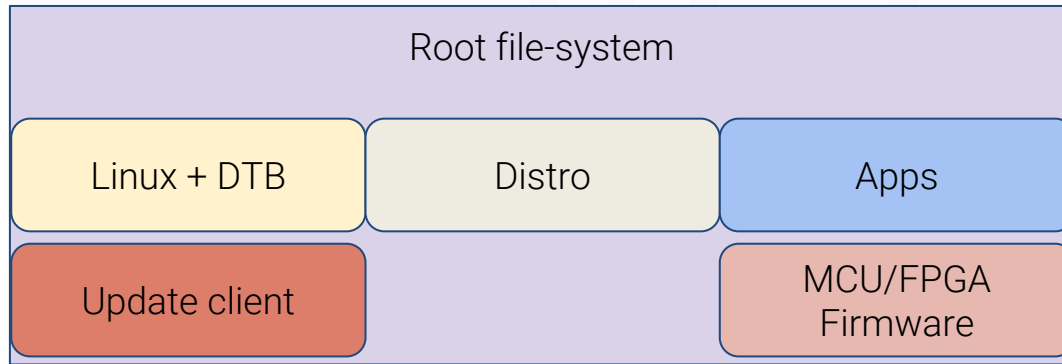 Root file-system
Linux + DTB
Distro
Apps
Update client
MCU/FPGA
Firmware